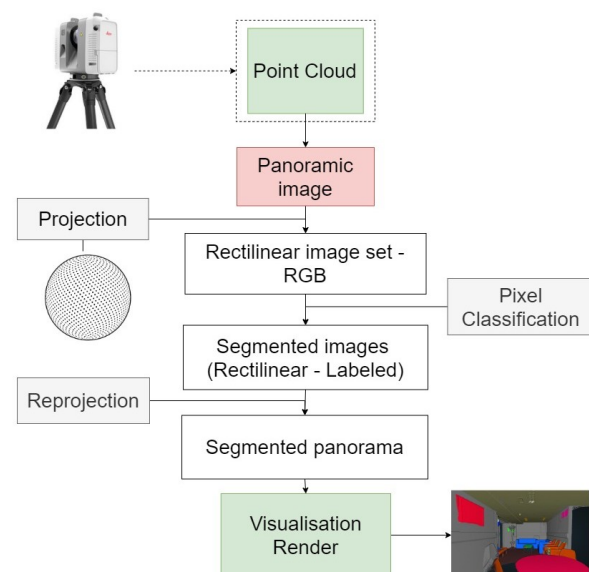 Point Cloud
Panoramic
image
Projection
Rectilinear image set -
RGB
Pixel
Classification
Segmented images
(Rectilinear - Labeled)
Reprojection
Segmented panorama
Visualisation
Render